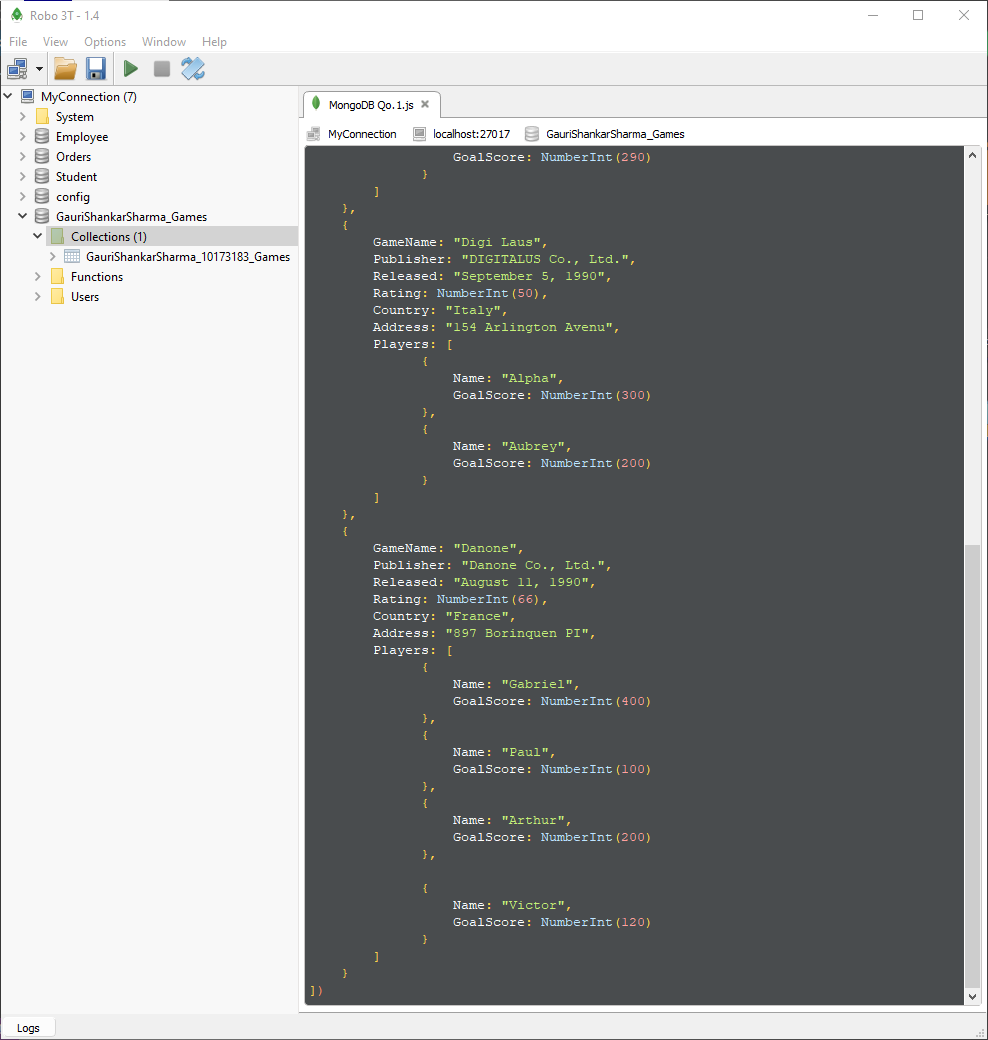 Robo 3T - 1.4
File View Options Window Help
MyConnection (7)
System
Employee
Orders
Student
config
GauriShankarSharma_Games
Collections (1)
GauriShankarSharma_10173183_Games
Functions
Users
MongoDB Qo.1.js
MyConnection localhost:27017 GauriShankarSharma_Games
GoalScore: NumberInt(290)
}
]
},
{
GameName: "Digi Laus",
Publisher: "DIGITALUS Co., Ltd.",
Released: "September 5, 1990",
Rating: NumberInt(50),
Country: "Italy",
Address: "154 Arlington Avenu",
Players: [
{
Name: "Alpha",
GoalScore: NumberInt(300)
},
{
Name: "Aubrey",
GoalScore: NumberInt(200)
}
]
},
{
GameName: "Danone",
Publisher: "Danone Co., Ltd.",
Released: "August 11, 1990",
Rating: NumberInt(66),
Country: "France",
Address: "897 Borinquen PI",
Players: [
{
Name: "Gabriel",
GoalScore: NumberInt(400)
},
{
Name: "Paul",
GoalScore: NumberInt(100)
},
{
Name: "Arthur",
GoalScore: NumberInt(200)
},
{
Name: "Victor",
GoalScore: NumberInt(120)
}
]
}
])
Logs